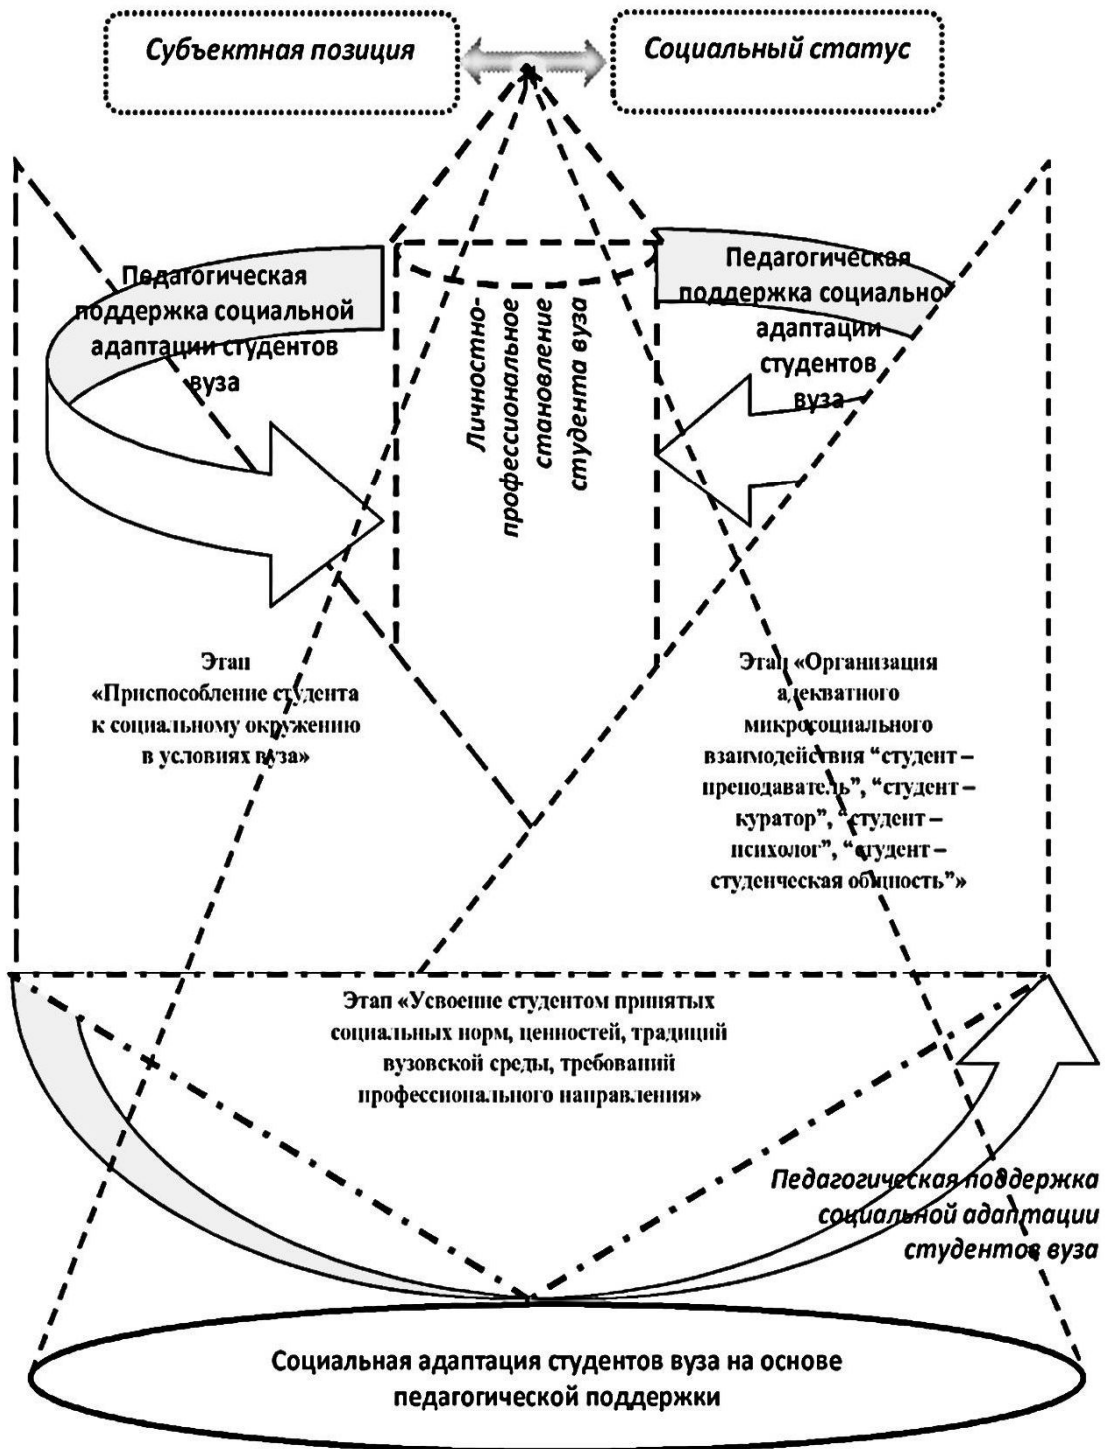 Субъектная позиция
Социальный статус
Педагогическая
поддержка социальной
адаптации студентов
вуза
Личностно-
профессиональное
становление
студента вуза
Педагогическая
поддержка социально
адаптации
студентов
вуза
Этап
«Приспособление студента
к социальному окружению
в условиях вуза»
Этап «Организация
адекватного
микросоциального
взаимодействия “студент –
преподаватель”, “студент –
куратор”, “студент –
психолог”, “студент –
студенческая общность”»
Этап «Усвоение студентом принятых
социальных норм, ценностей, традиций
вузовской среды, требований
профессионального направления»
Педагогическая поддержка
социальной адаптации
студентов вуза
Социальная адаптация студентов вуза на основе
педагогической поддержки